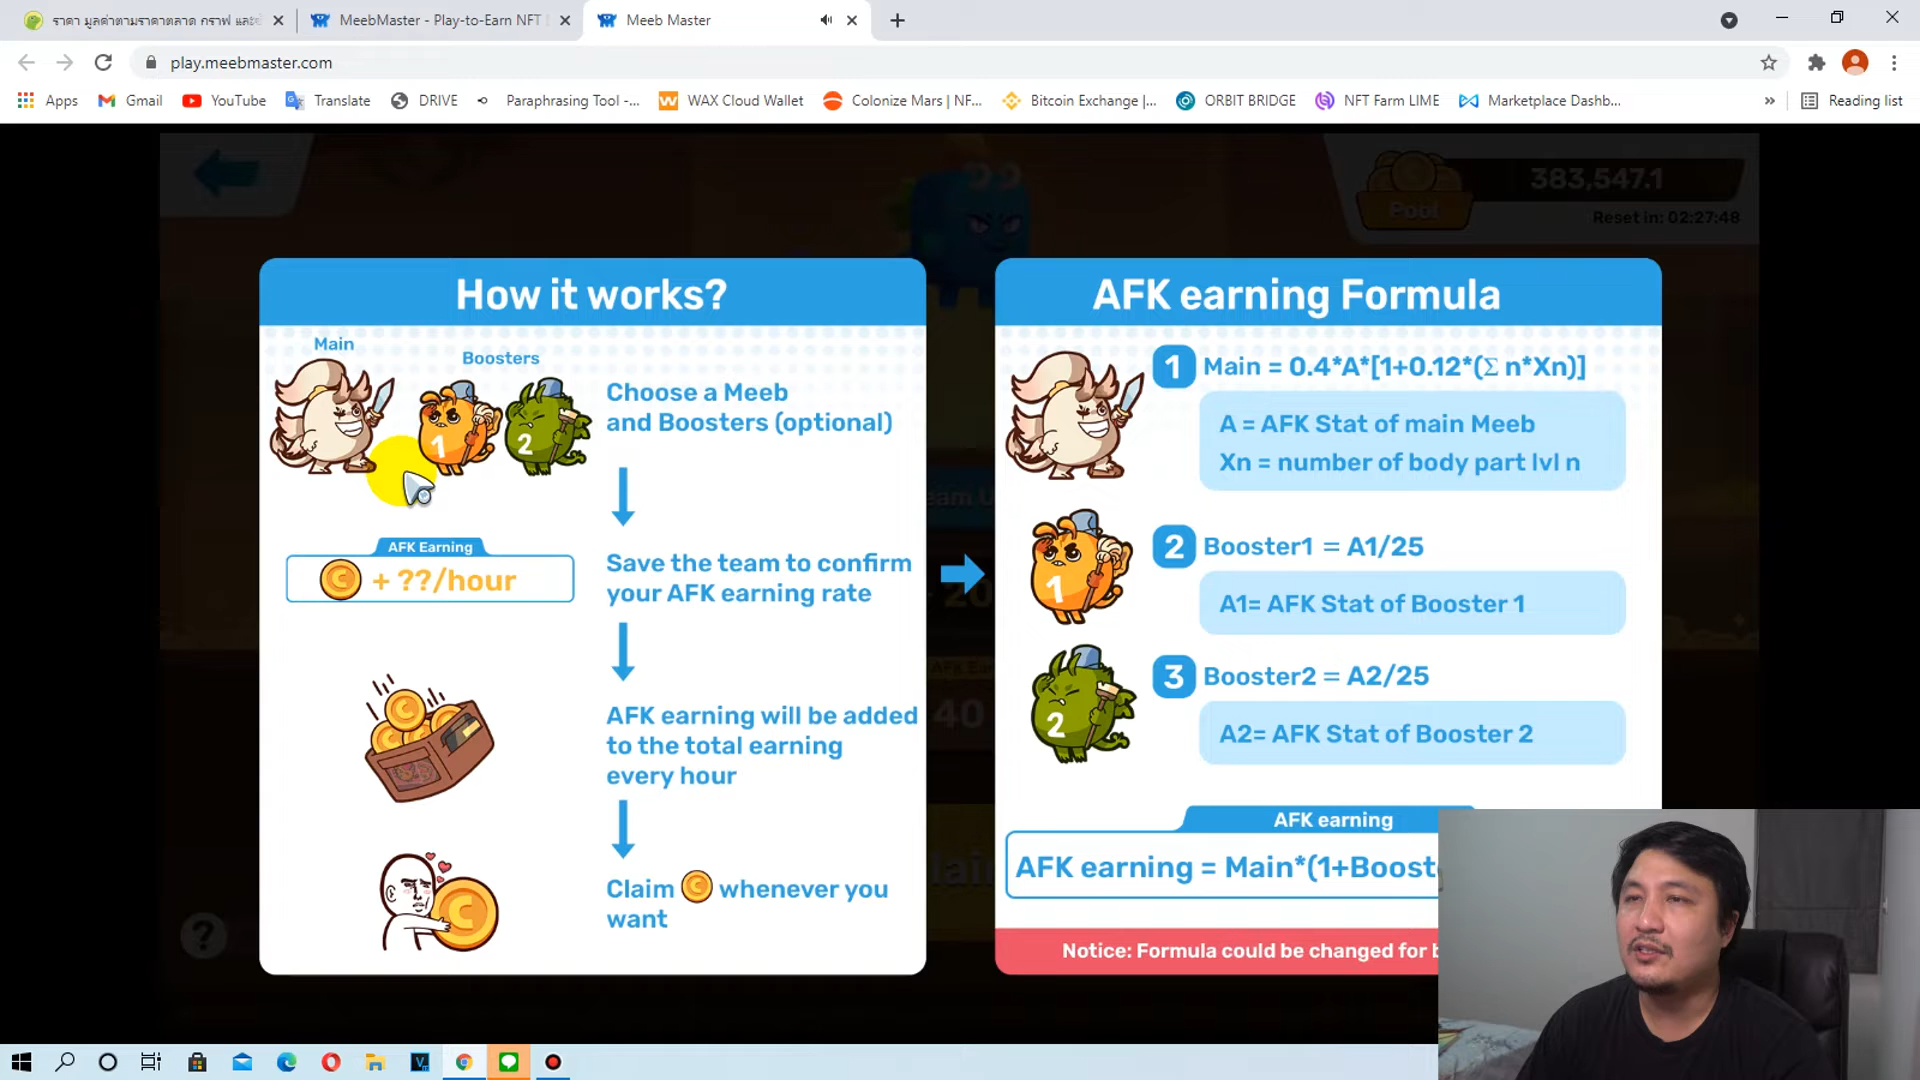 ราคา มูลค่าตามราคาตลาด กราฟ และ
MeebMaster - Play-to-Earn NFT
Meeb Master
play.meebmaster.com
Apps
Gmail
YouTube
Translate
DRIVE
Paraphrasing Tool -...
WAX Cloud Wallet
Colonize Mars | NF...
Bitcoin Exchange |...
ORBIT BRIDGE
NFT Farm LIME
Marketplace Dashb...
»
Reading list
99
383,547.1
Pool
Reset in: 02:27:48
How it works?
Main
Boosters
1
2
Choose a Meeb
and Boosters (optional)
AFK Earning
+ ??/hour
Save the team to confirm
your AFK earning rate
AFK earning will be added
to the total earning
every hour
Claim C whenever you
want
?
20
40
AFK earning Formula
1 Main = 0.4*A*[1+0.12*(Σ n*Xn)]
A = AFK Stat of main Meeb
Xn = number of body part lvl n
1
2 Booster1 = A1/25
A1= AFK Stat of Booster 1
2
3 Booster2 = A2/25
A2= AFK Stat of Booster 2
AFK earning
AFK earning = Main*(1+Boost
Notice: Formula could be changed for b